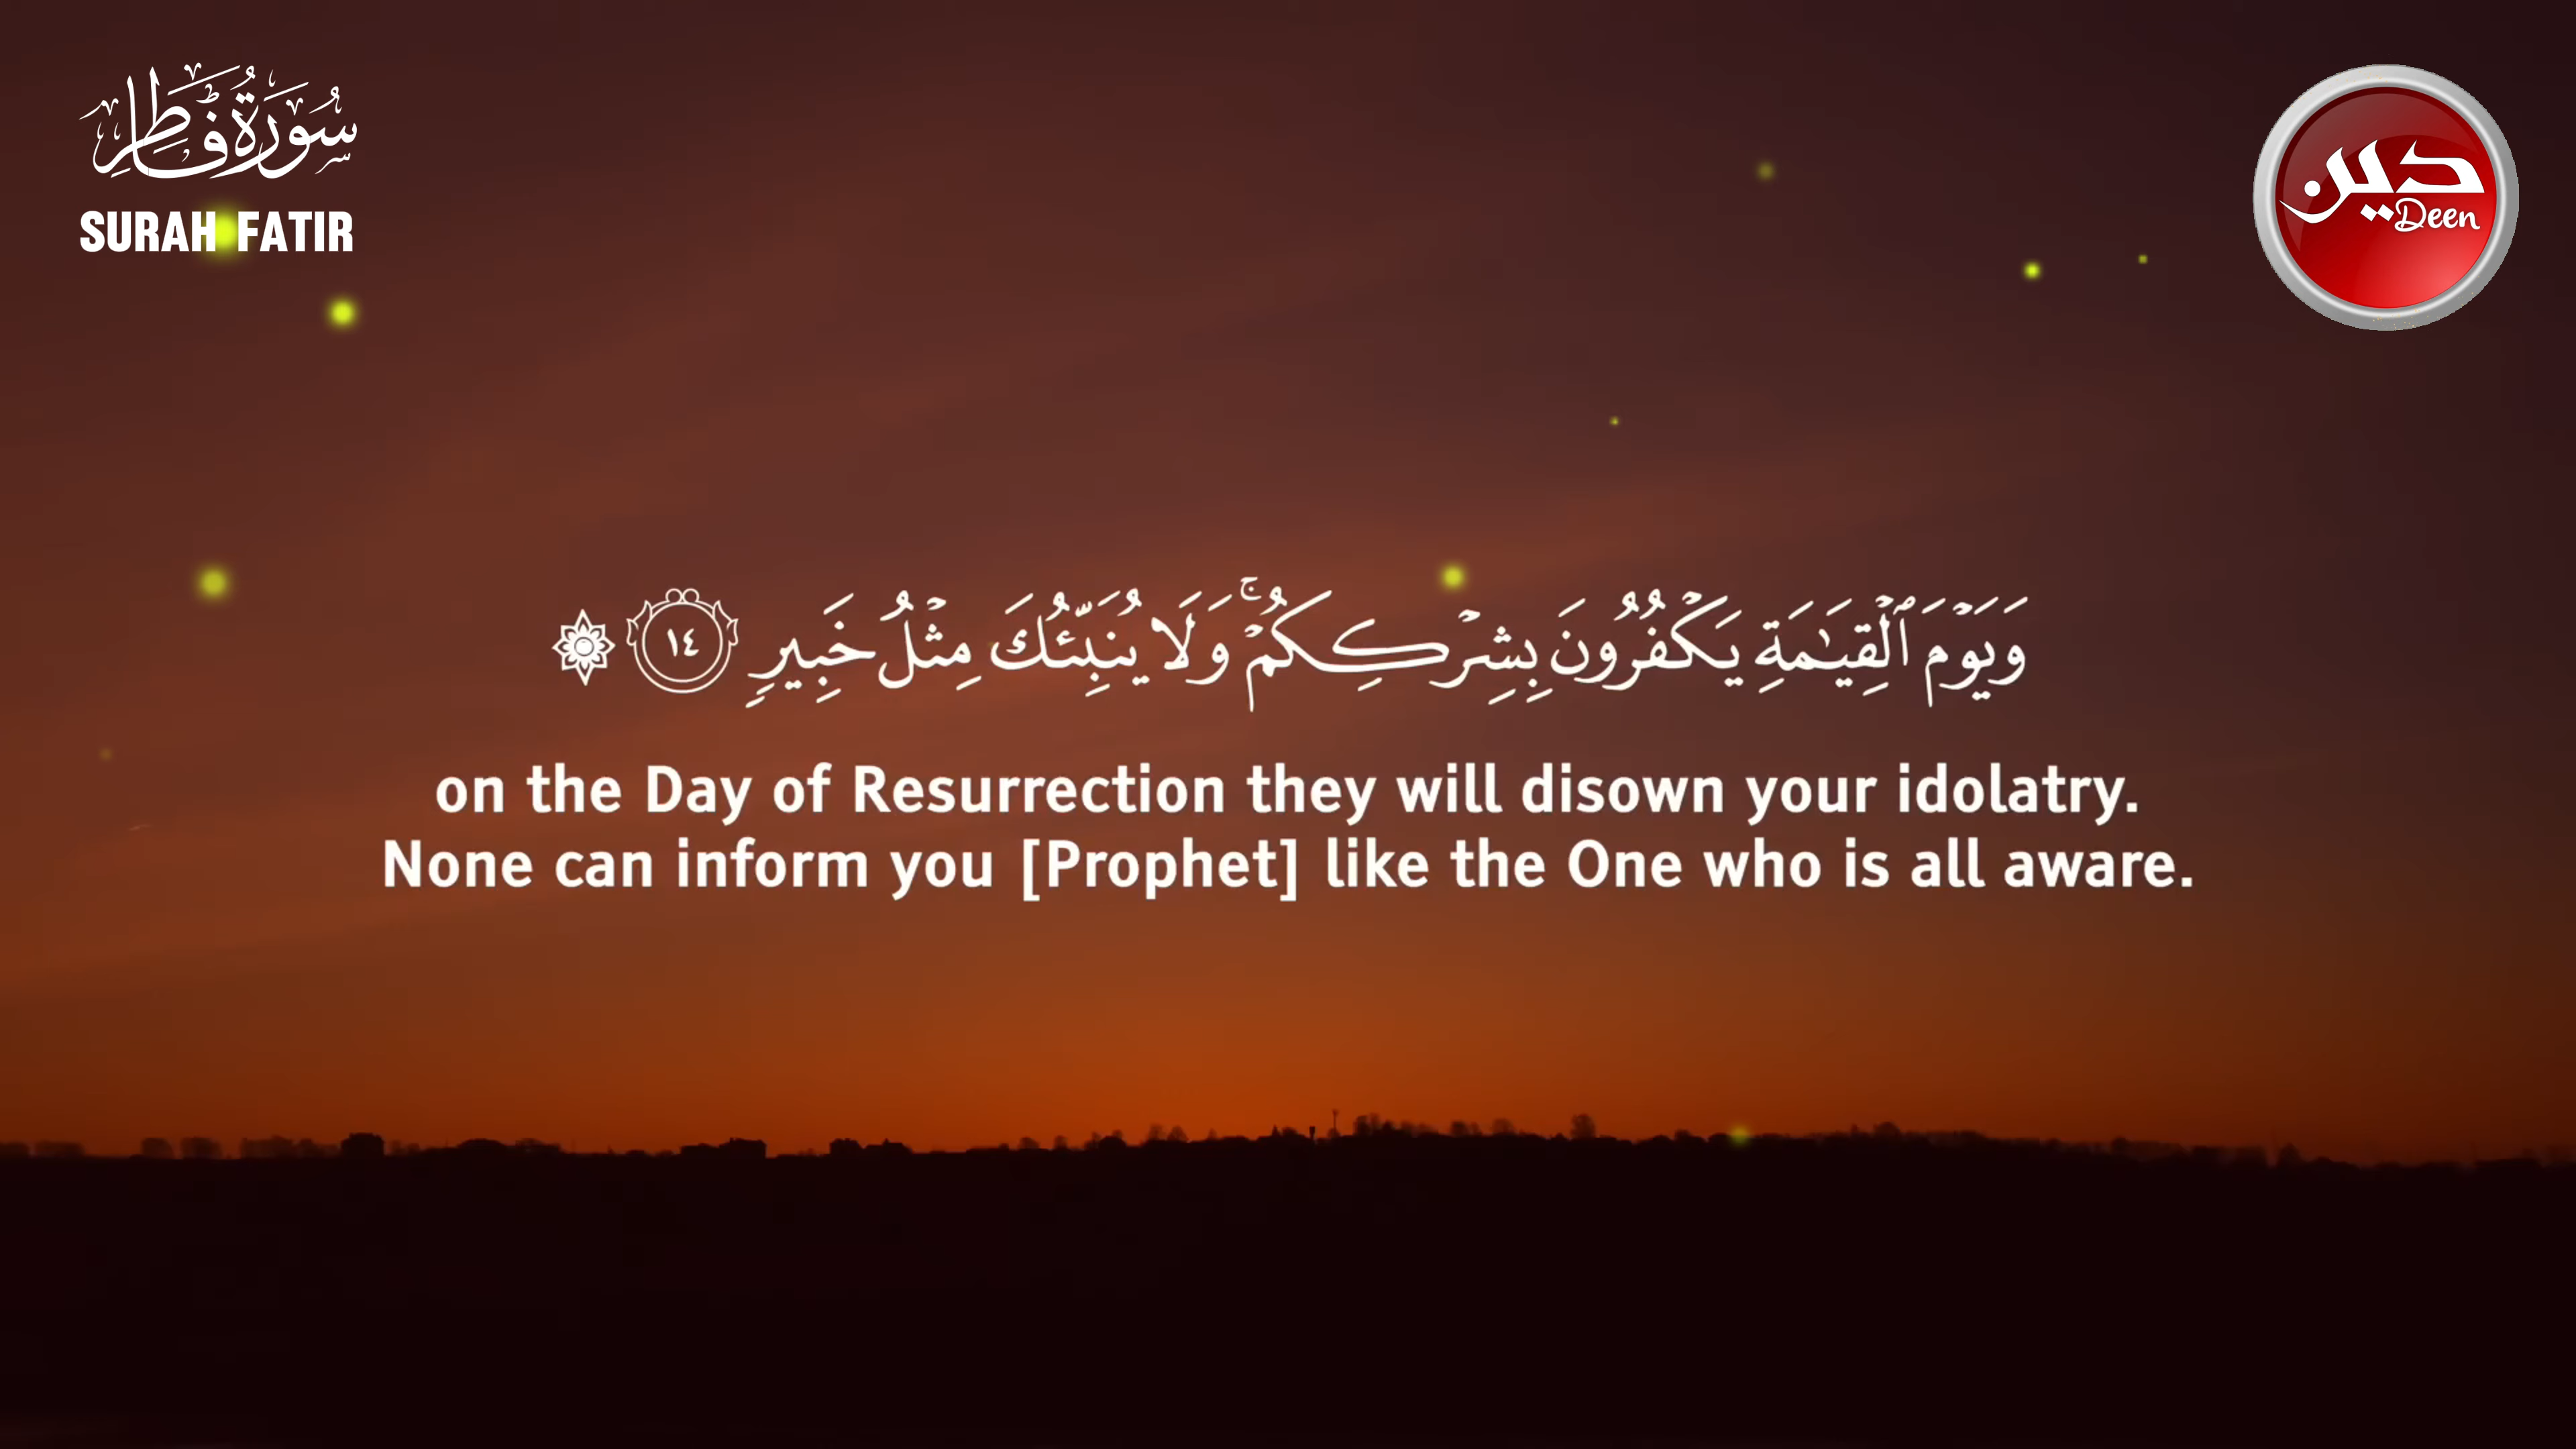 سُورَةُ فَاطِرِ
SURAH FATIR
دين
Deen
وَيَوْمَ ٱلْقِيَـٰمَةِ يَكْفُرُونَ بِشِرْكِكُمْ ۚ وَلَا يُنَبِّئُكَ مِثْلُ خَبِيرٍ ١٤ ۞
on the Day of Resurrection they will disown your idolatry.
None can inform you [Prophet] like the One who is all aware.